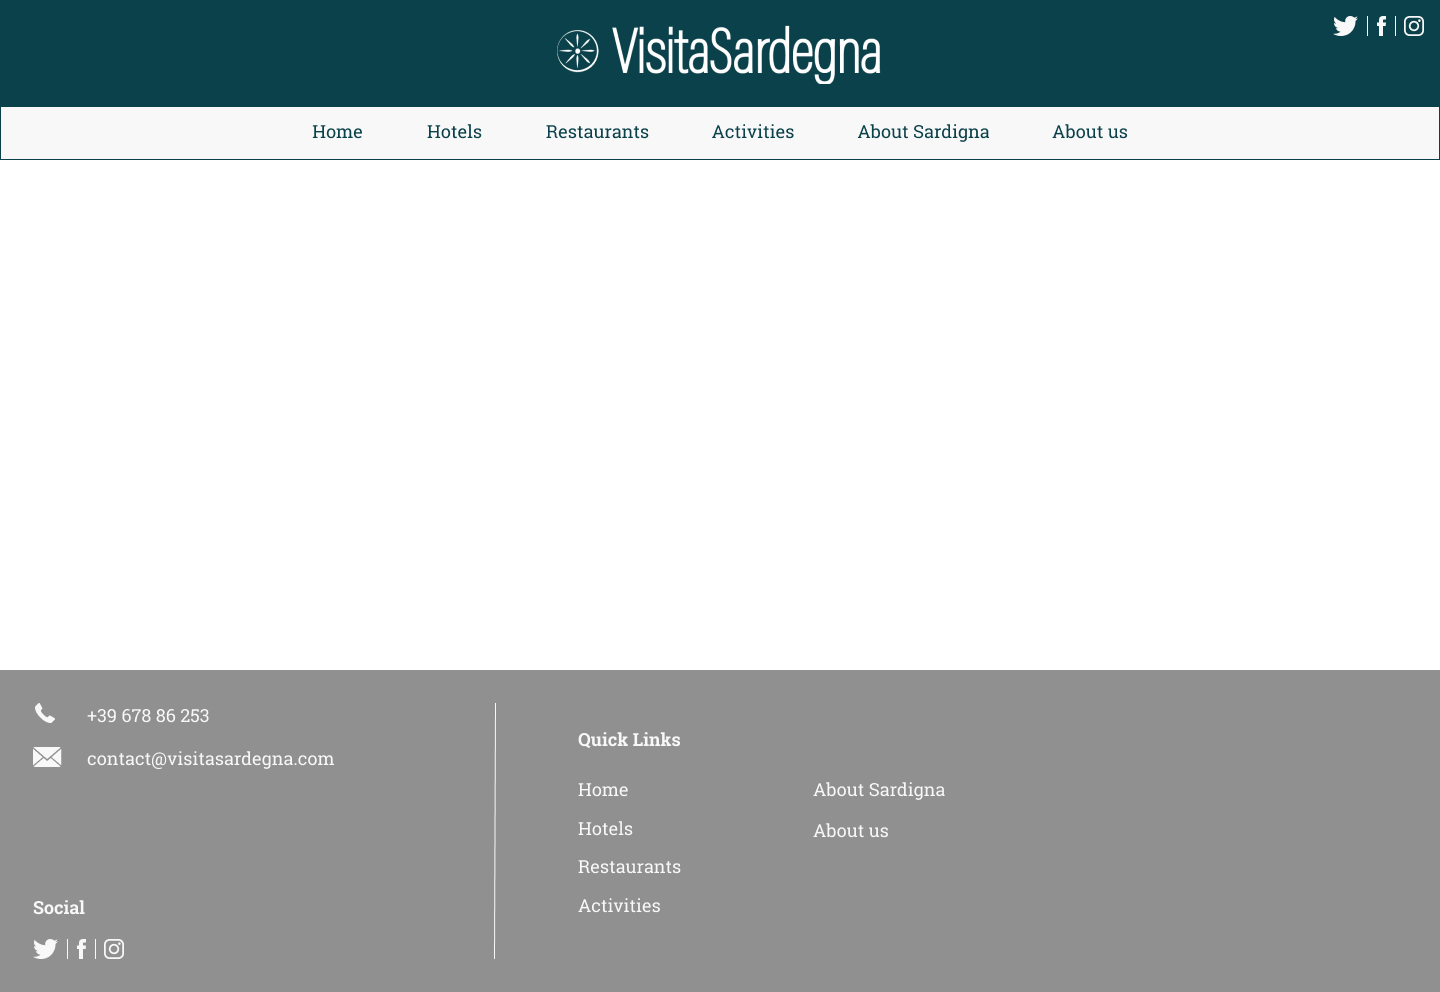 VisitaSardegna
Home Hotels Restaurants Activities About Sardigna About us
+39 678 86 253
contact@visitasardegna.com
Social
Quick Links
Home
Hotels
Restaurants
Activities
About Sardigna
About us